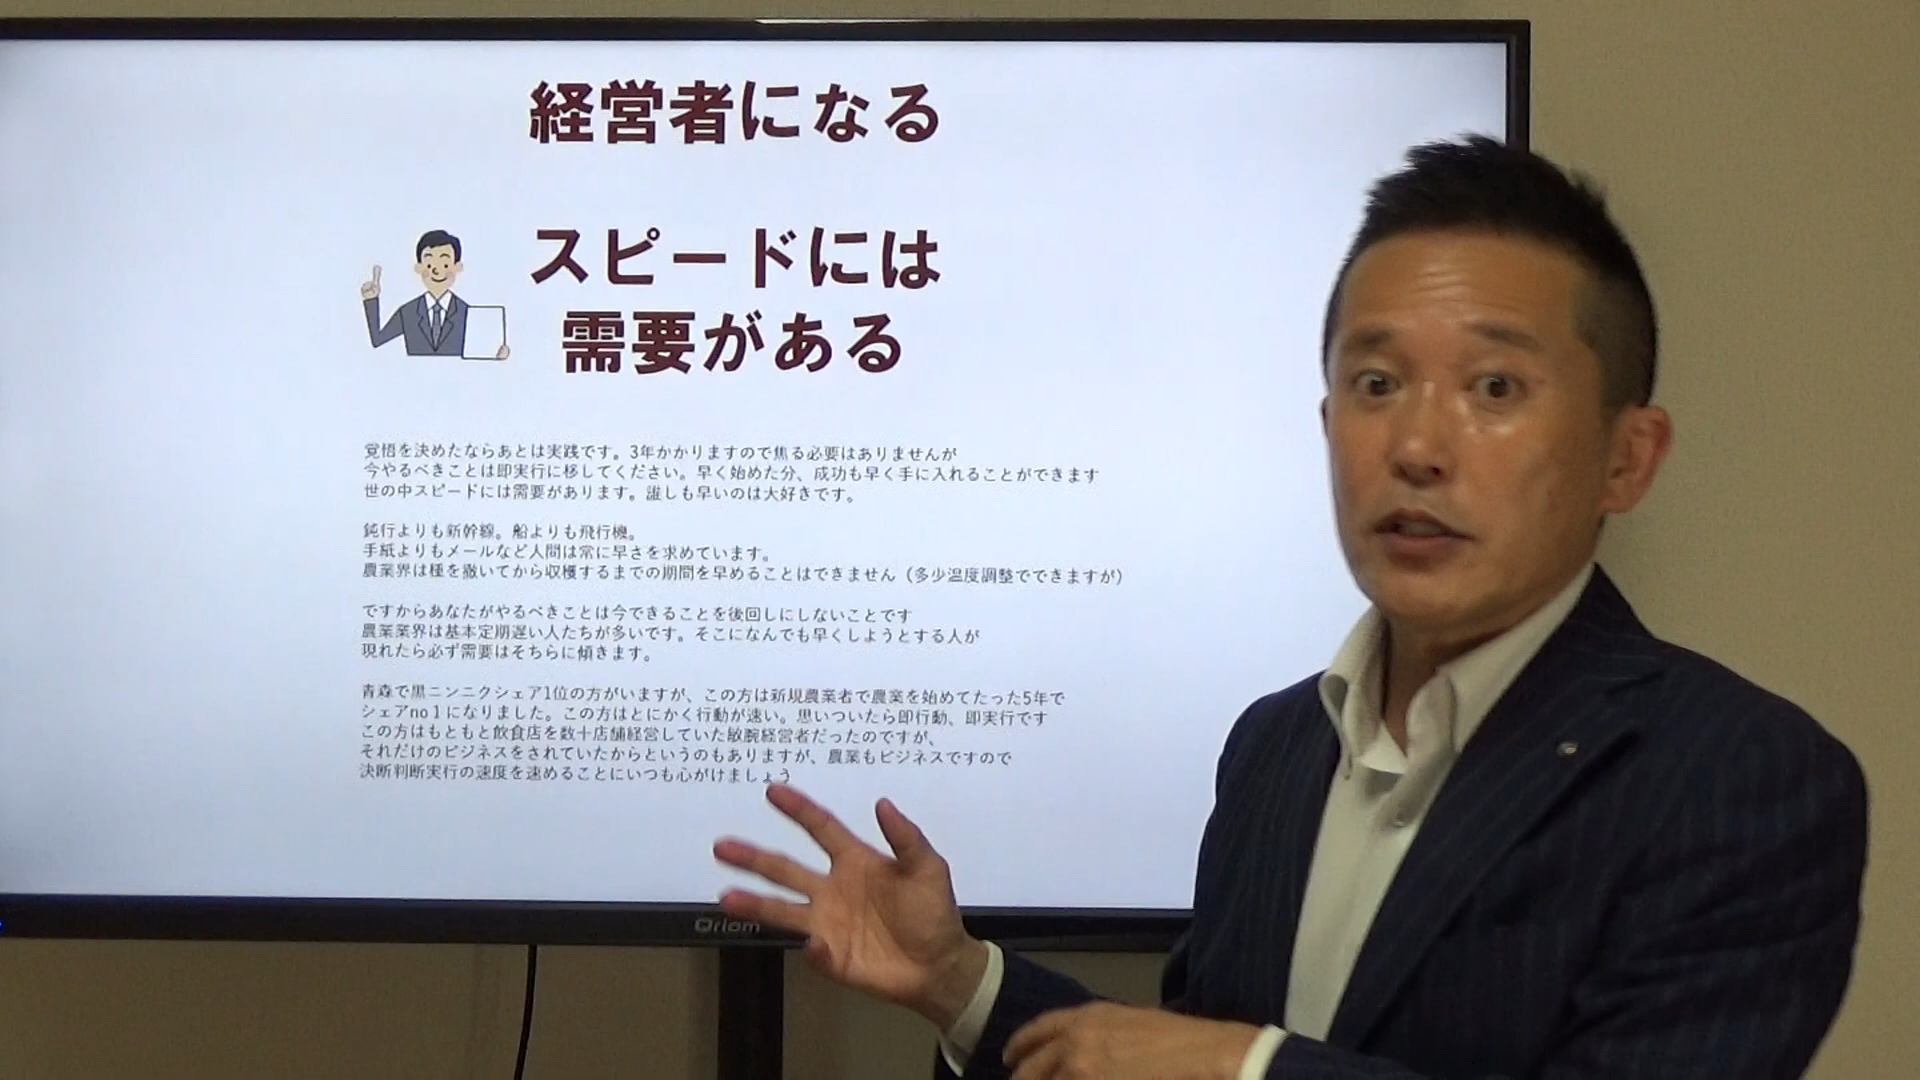 経営者になる
スピードには
需要がある
覚悟を決めたならあとは実践です。3年かかりますので焦る必要はありませんが
今やるべきことは即実行に移してください。早く始めた分、成功も早く手に入れることができます
世の中スピードには需要があります。誰しも早いのは大好きです。
鈍行よりも新幹線。船よりも飛行機。
手紙よりもメールなど人間は常に早さを求めています。
農業界は種を撒いてから収穫するまでの期間を早めることはできません（多少温度調整でできますが）
ですからあなたがやるべきことは今できることを後回しにしないことです
農業業界は基本定期遅い人たちが多いです。そこになんでも早くしようとする人が
現れたら必ず需要はそちらに傾きます。
青森で黒ニンニクシェア1位の方がいますが、この方は新規農業者で農業を始めてたった5年で
シェアno１になりました。この方はとにかく行動が速い。思いついたら即行動、即実行です
この方はもともと飲食店を数十店舗経営していた敏腕経営者だったのですが、
それだけのビジネスをされていたからというのもありますが、農業もビジネスですので
決断判断実行の速度を速めることにいつも心がけましょう
Qriom